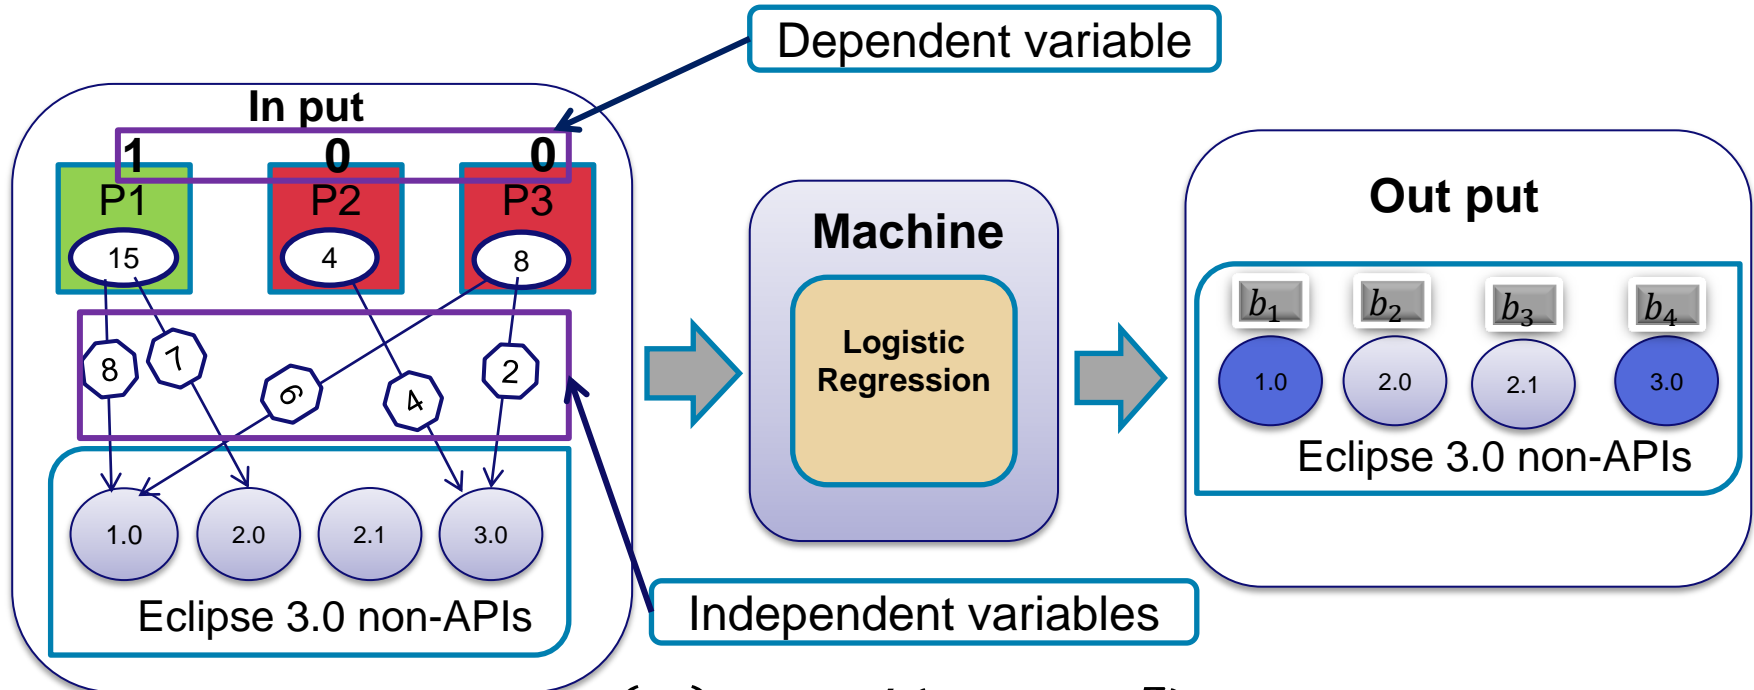 Dependent variable
In put
1 0 0
P1 P2 P3
15 4 8
8 7 6 4 2
1.0 2.0 2.1 3.0
Eclipse 3.0 non-APIs
Independent variables
Machine
Logistic
Regression
Out put
b₁ b₂ b₃ b₄
1.0 2.0 2.1 3.0
Eclipse 3.0 non-APIs